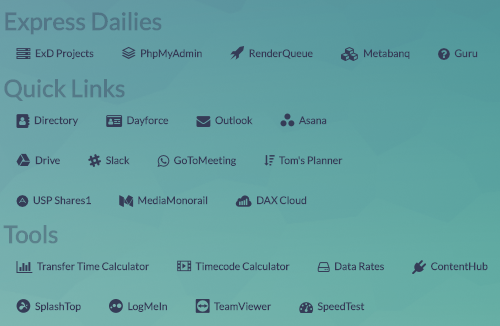 Express Dailies
ExD Projects PhpMyAdmin RenderQueue Metabanq Guru
Quick Links
Directory Dayforce Outlook Asana
Drive Slack GoToMeeting Tom's Planner
USP Shares1 MediaMonorail DAX Cloud
Tools
Transfer Time Calculator Timecode Calculator Data Rates ContentHub
SplashTop LogMeIn TeamViewer SpeedTest